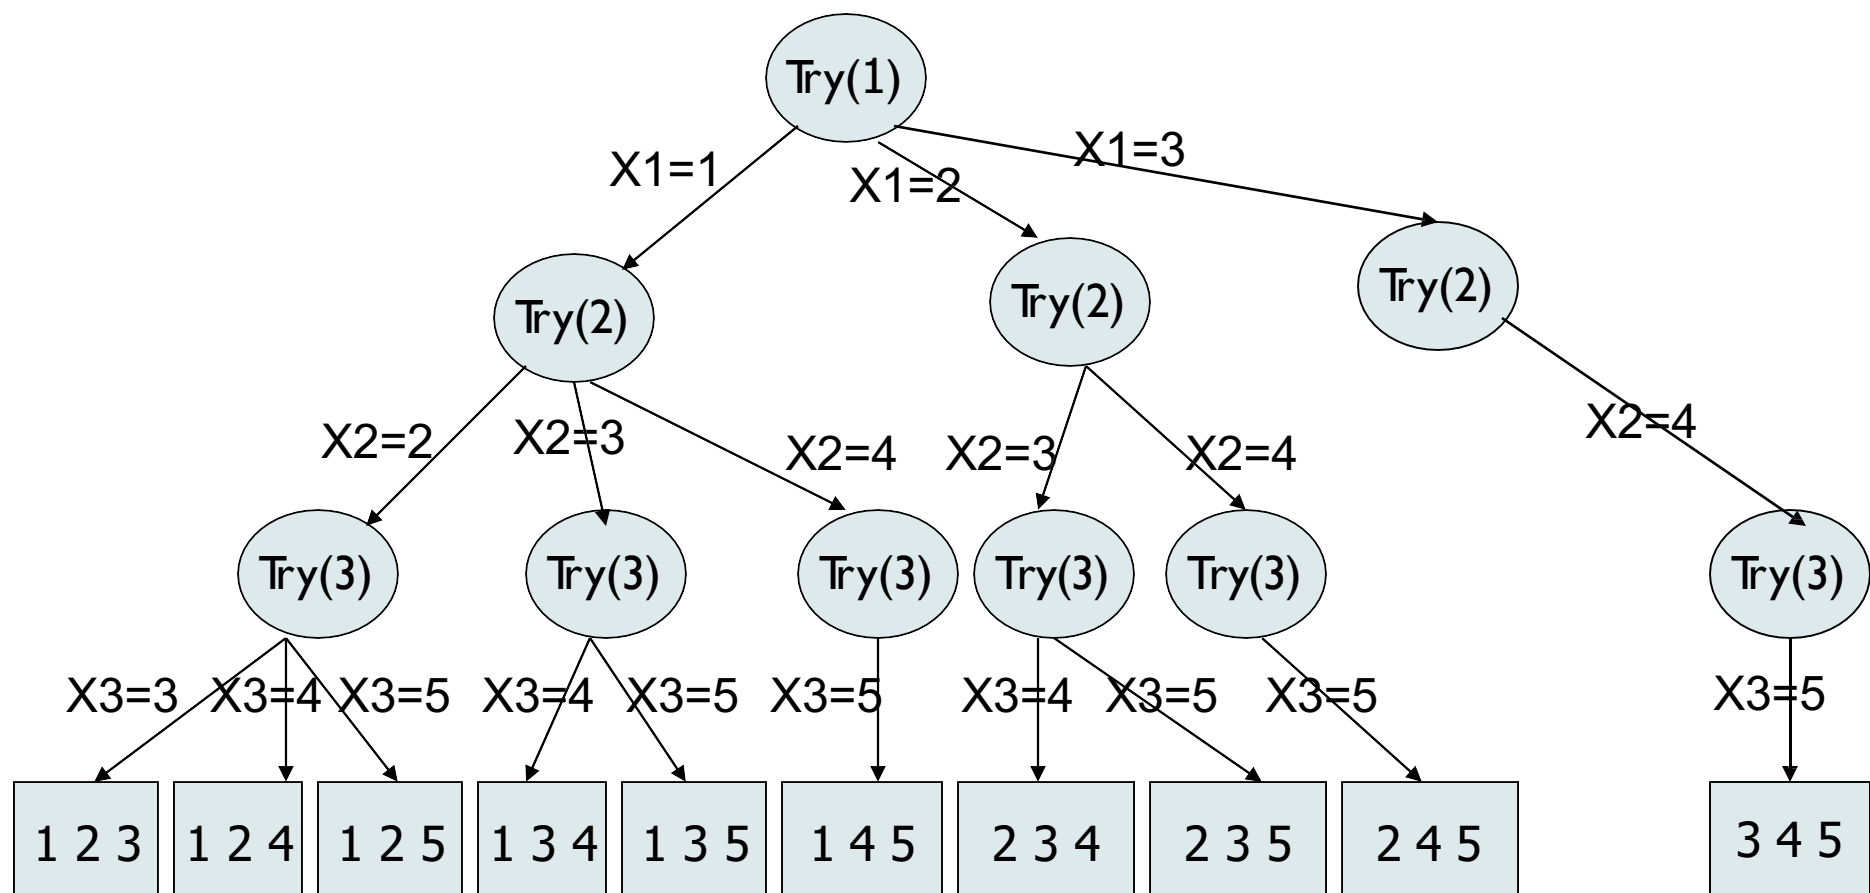 Try(1)
X1=1
X1=2
X1=3
Try(2)
Try(2)
Try(2)
X2=2
X2=3
X2=4
X2=3
X2=4
X2=4
Try(3)
Try(3)
Try(3)
Try(3)
Try(3)
Try(3)
X3=3
X3=4
X3=5
X3=4
X3=5
X3=5
X3=4
X3=5
X3=5
X3=5
1 2 3
1 2 4
1 2 5
1 3 4
1 3 5
1 4 5
2 3 4
2 3 5
2 4 5
3 4 5